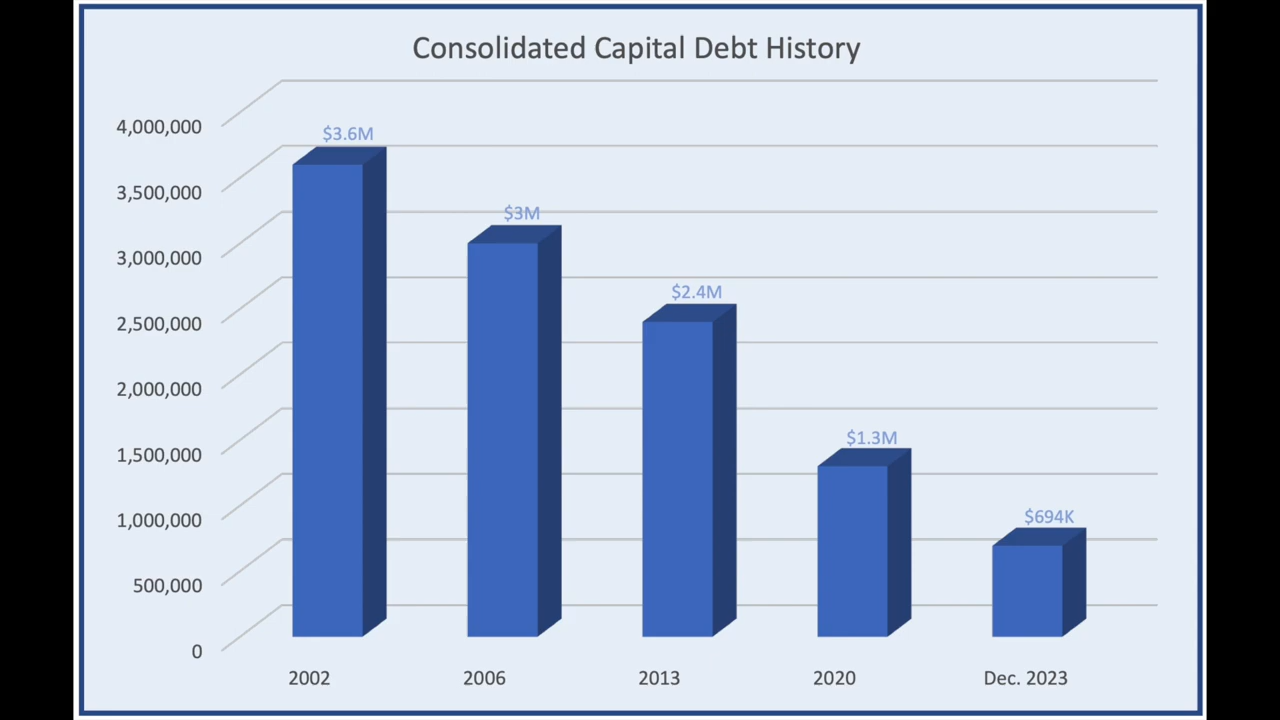 Consolidated Capital Debt History
4,000,000
3,500,000
3,000,000
2,500,000
2,000,000
1,500,000
1,000,000
500,000
0
$3.6M
$3M
$2.4M
$1.3M
$694K
2002
2006
2013
2020
Dec. 2023